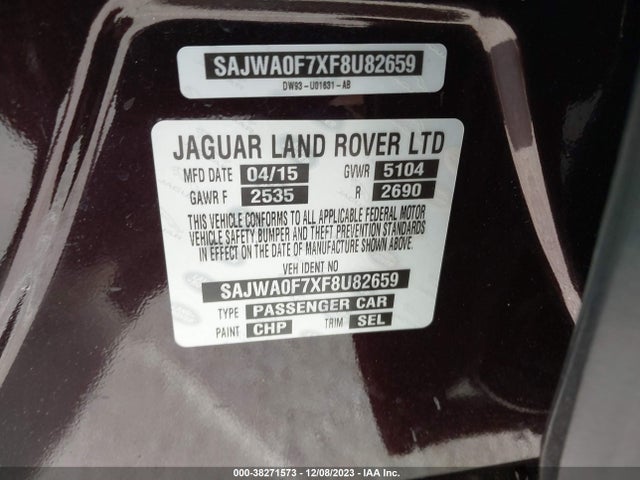 SAJWA0F7XF8U82659
DW93-U01631-AB
JAGUAR LAND ROVER LTD
MFD DATE 04/15 GVWR 5104
GAWR F 2535 R 2690
THIS VEHICLE CONFORMS TO ALL APPLICABLE FEDERAL MOTOR
VEHICLE SAFETY, BUMPER AND THEFT PREVENTION STANDARDS
IN EFFECT ON THE DATE OF MANUFACTURE SHOWN ABOVE.
VEH IDENT NO
SAJWA0F7XF8U82659
TYPE PASSENGER CAR
PAINT CHP TRIM SEL
000-38271573 • 12/08/2023 • IAA Inc.